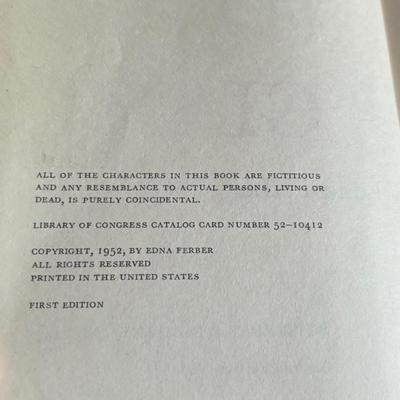 ALL OF THE CHARACTERS IN THIS BOOK ARE FICTITIOUS
AND ANY RESEMBLANCE TO ACTUAL PERSONS, LIVING OR
DEAD, IS PURELY COINCIDENTAL.
LIBRARY OF CONGRESS CATALOG CARD NUMBER 52–10412
COPYRIGHT, 1952, BY EDNA FERBER
ALL RIGHTS RESERVED
PRINTED IN THE UNITED STATES
FIRST EDITION